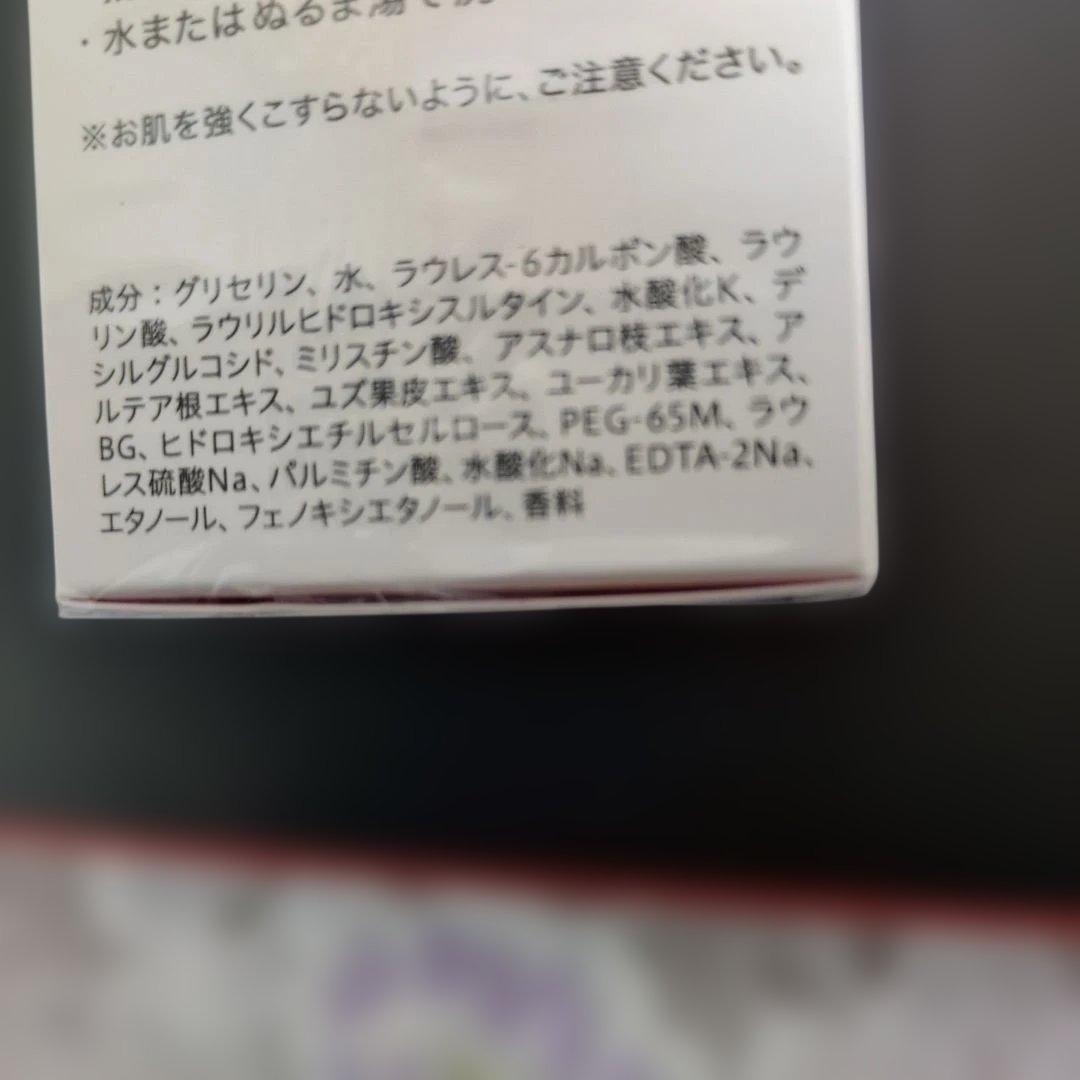 ・水またはぬるま湯で
※お肌を強くこすらないように、ご注意ください。
成分：グリセリン、水、ラウレス-6カルボン酸、ラウ
リン酸、ラウリルヒドロキシスルタイン、水酸化K、デ
シルグルコシド、ミリスチン酸、アスナロ枝エキス、ア
ルテア根エキス、ユズ果皮エキス、ユーカリ葉エキス、
BG、ヒドロキシエチルセルロース、PEG-65M、ラウ
レス硫酸Na、パルミチン酸、水酸化Na、EDTA-2Na、
エタノール、フェノキシエタノール、香料